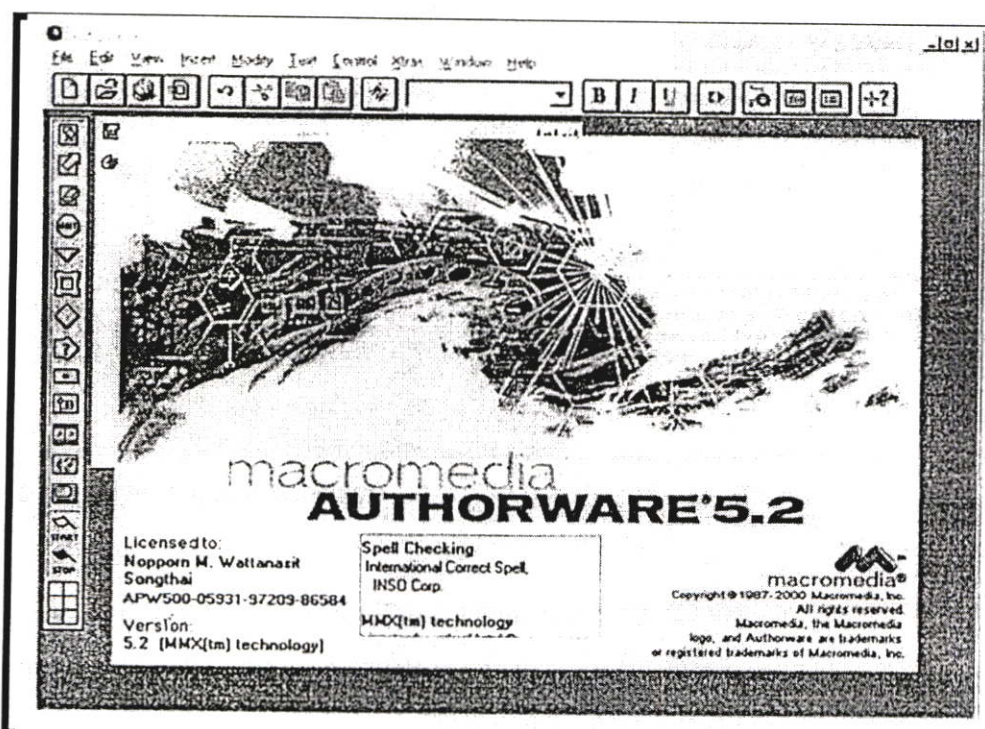 File Edit View Insert Modify Text Control Xtras Window Help
B I U
START
STOP
macromedia
AUTHORWARE®5.2
Licensed to:
Nopporn M. Wattanasit
Songthai
APW500-05931-97209-86584
Version:
5.2 [MMX(tm) technology]
Spell Checking
International Correct Spell,
INSO Corp.
MMX(tm) technology
macromedia®
Copyright © 1987-2000 Macromedia, Inc.
All rights reserved.
Macromedia, the Macromedia
logo, and Authorware are trademarks
or registered trademarks of Macromedia, Inc.